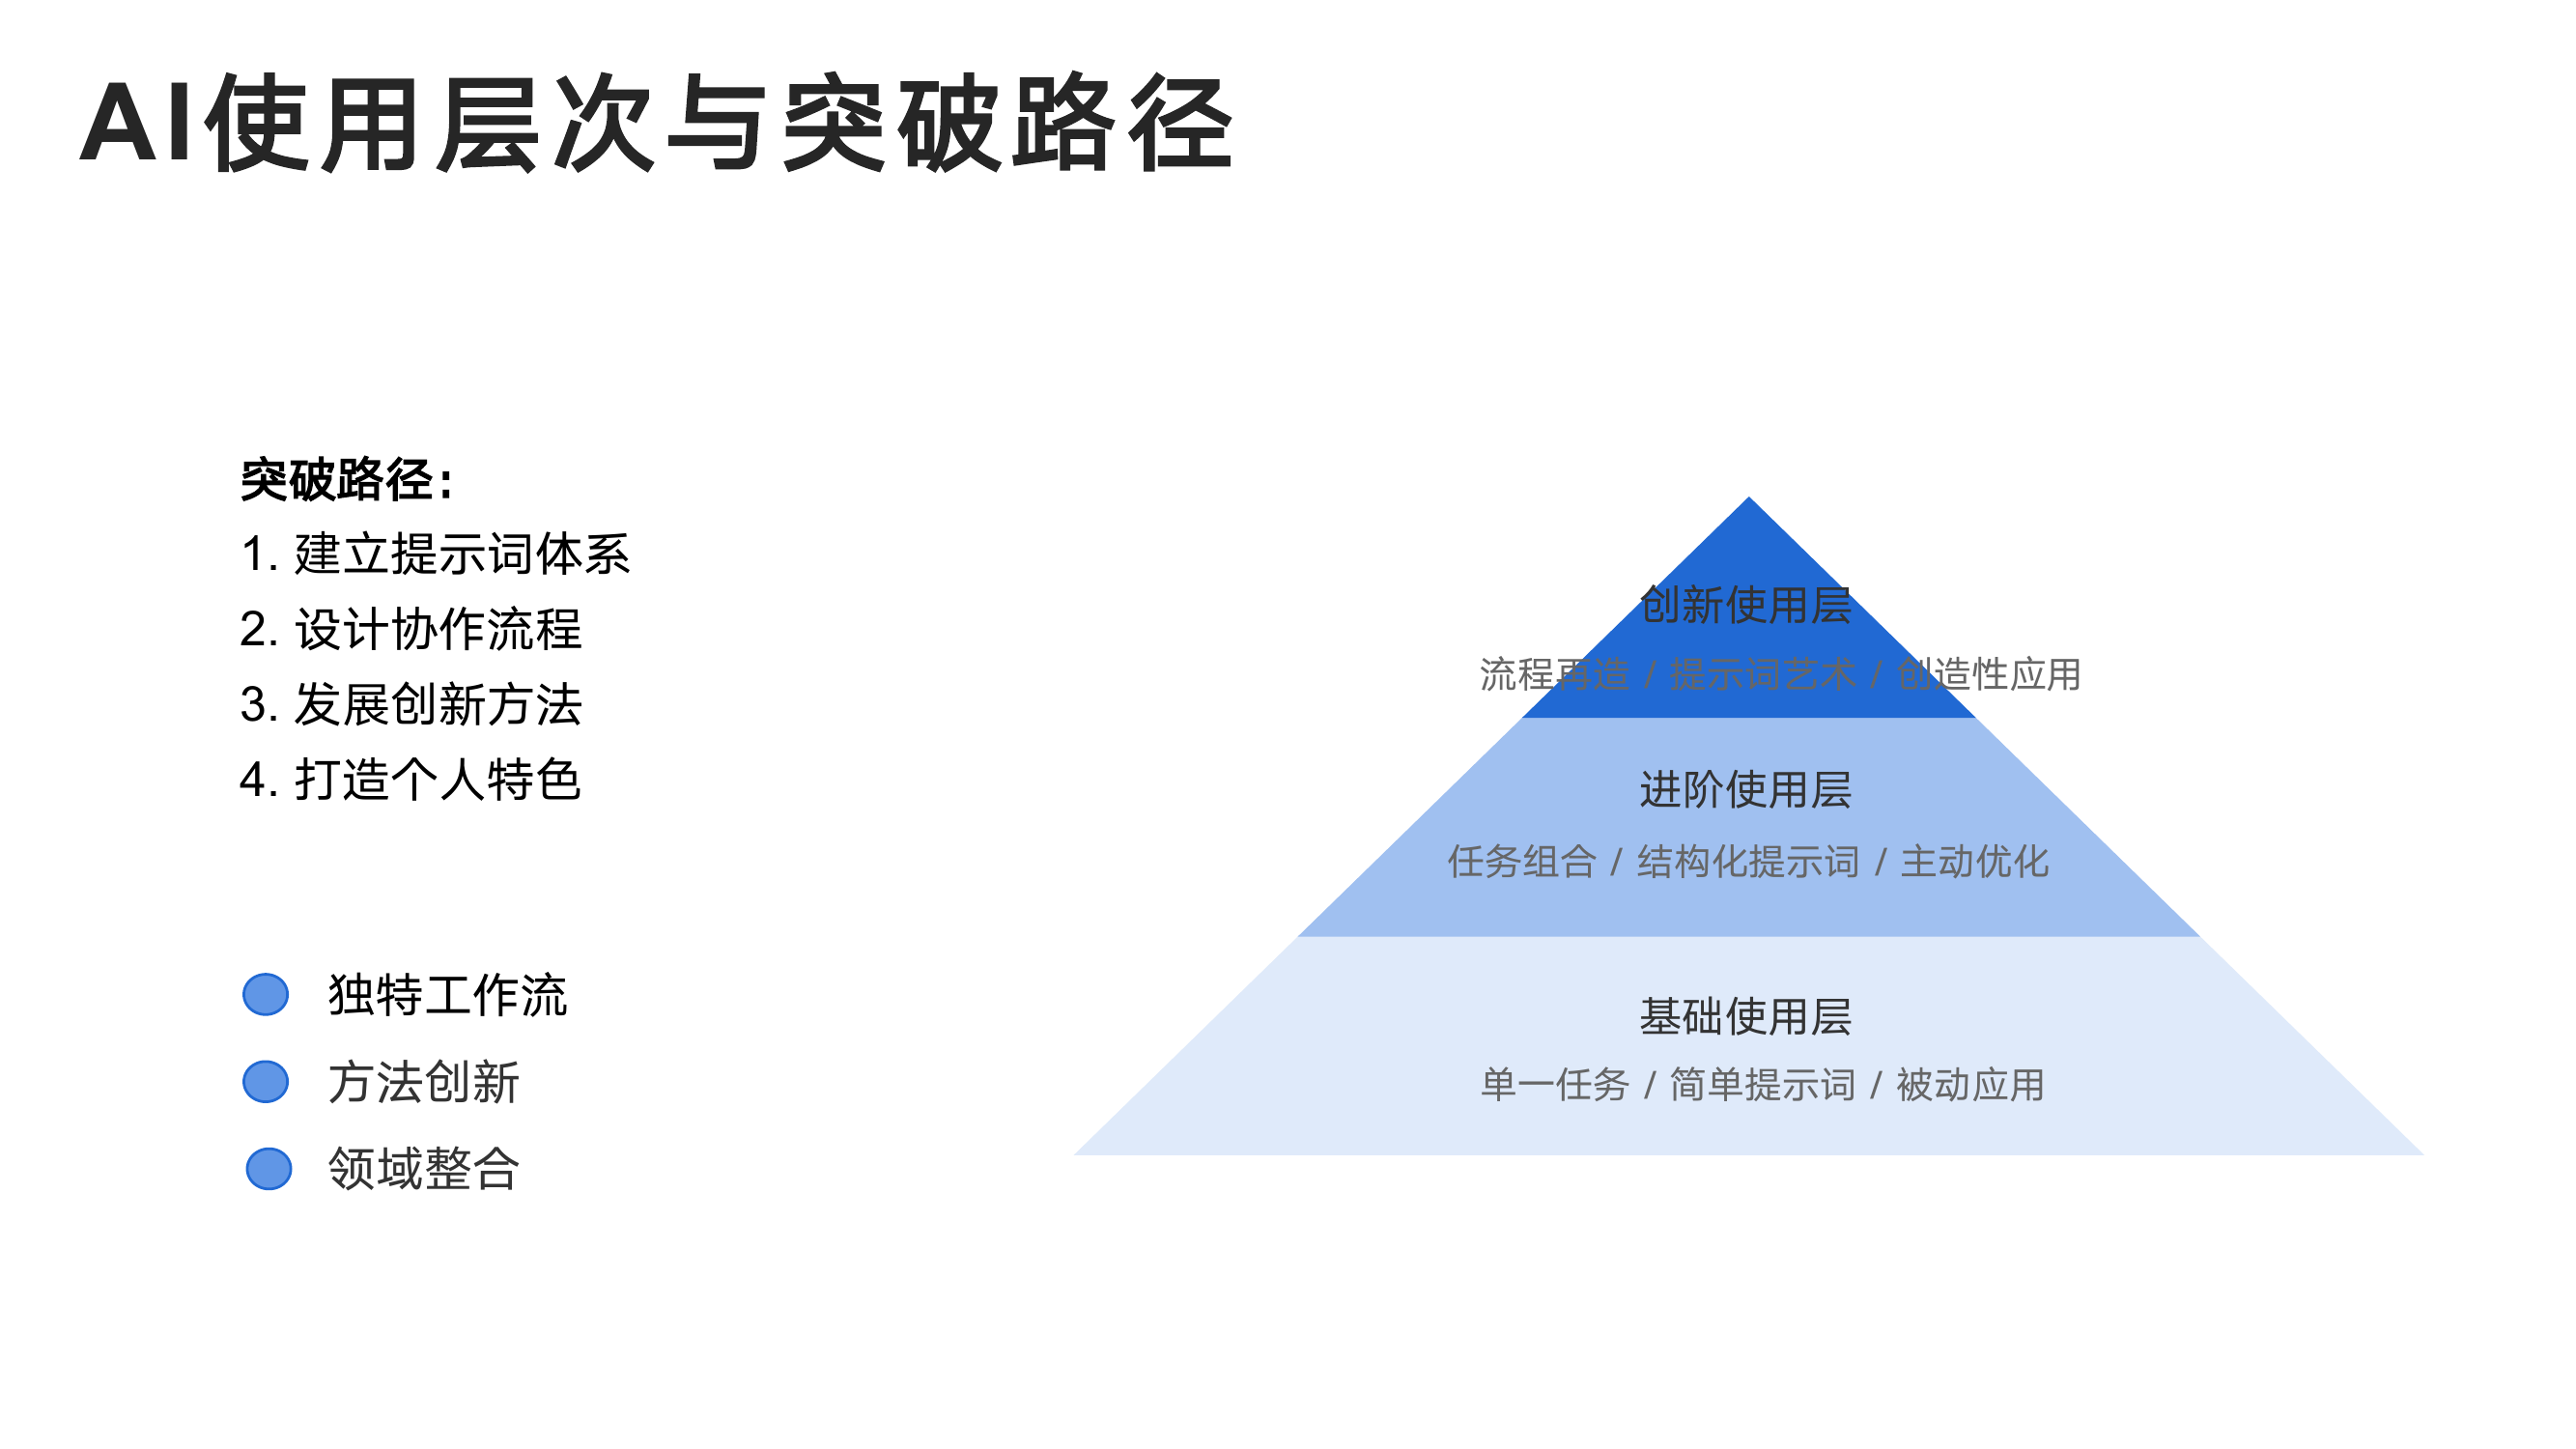 AI使用层次与突破路径
突破路径：
1. 建立提示词体系
2. 设计协作流程
3. 发展创新方法
4. 打造个人特色
独特工作流
方法创新
领域整合
创新使用层
流程再造 / 提示词艺术 / 创造性应用
进阶使用层
任务组合 / 结构化提示词 / 主动优化
基础使用层
单一任务 / 简单提示词 / 被动应用